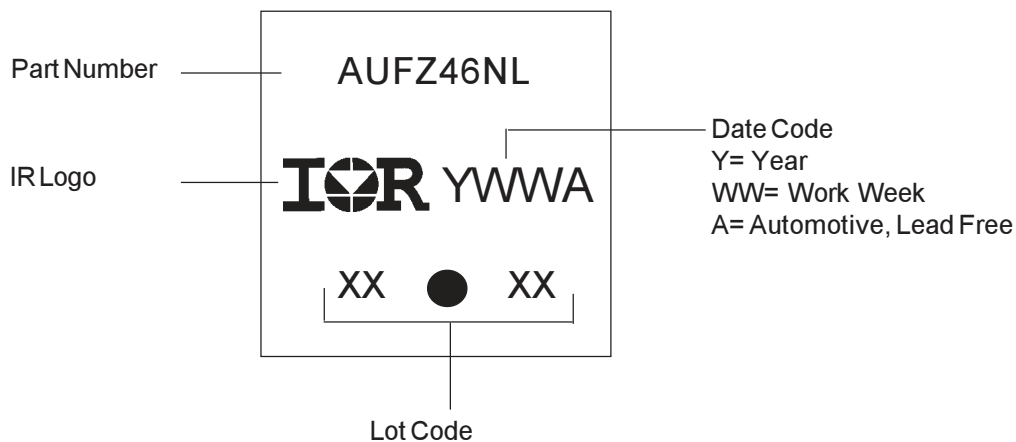 Part Number
AUFZ46NL
IR Logo
IOR YWWA
Date Code
Y= Year
WW= Work Week
A= Automotive, Lead Free
XX ● XX
Lot Code